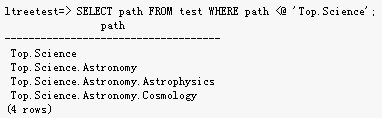 ltreetest=> SELECT path FROM test WHERE path <@ 'Top.Science';
path
------------------------------------
Top.Science
Top.Science.Astronomy
Top.Science.Astronomy.Astrophysics
Top.Science.Astronomy.Cosmology
(4 rows)